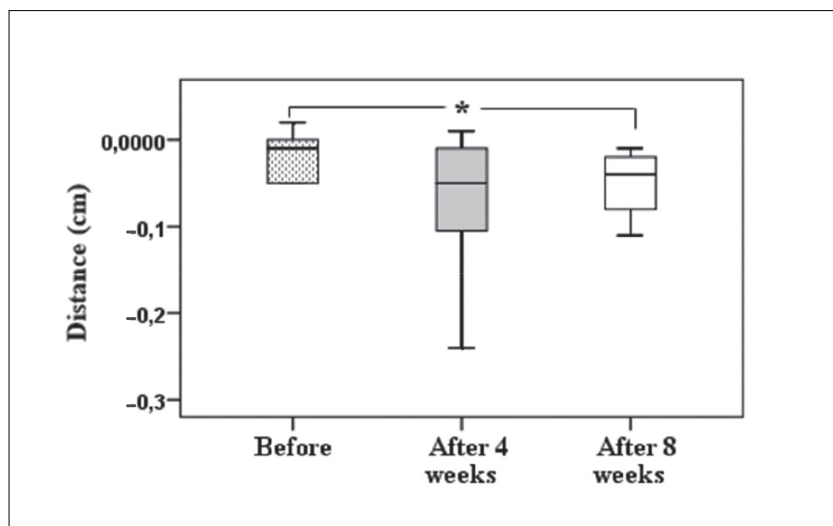 *
0,0000
-0,1
-0,2
-0,3
Distance (cm)
Before
After 4
weeks
After 8
weeks